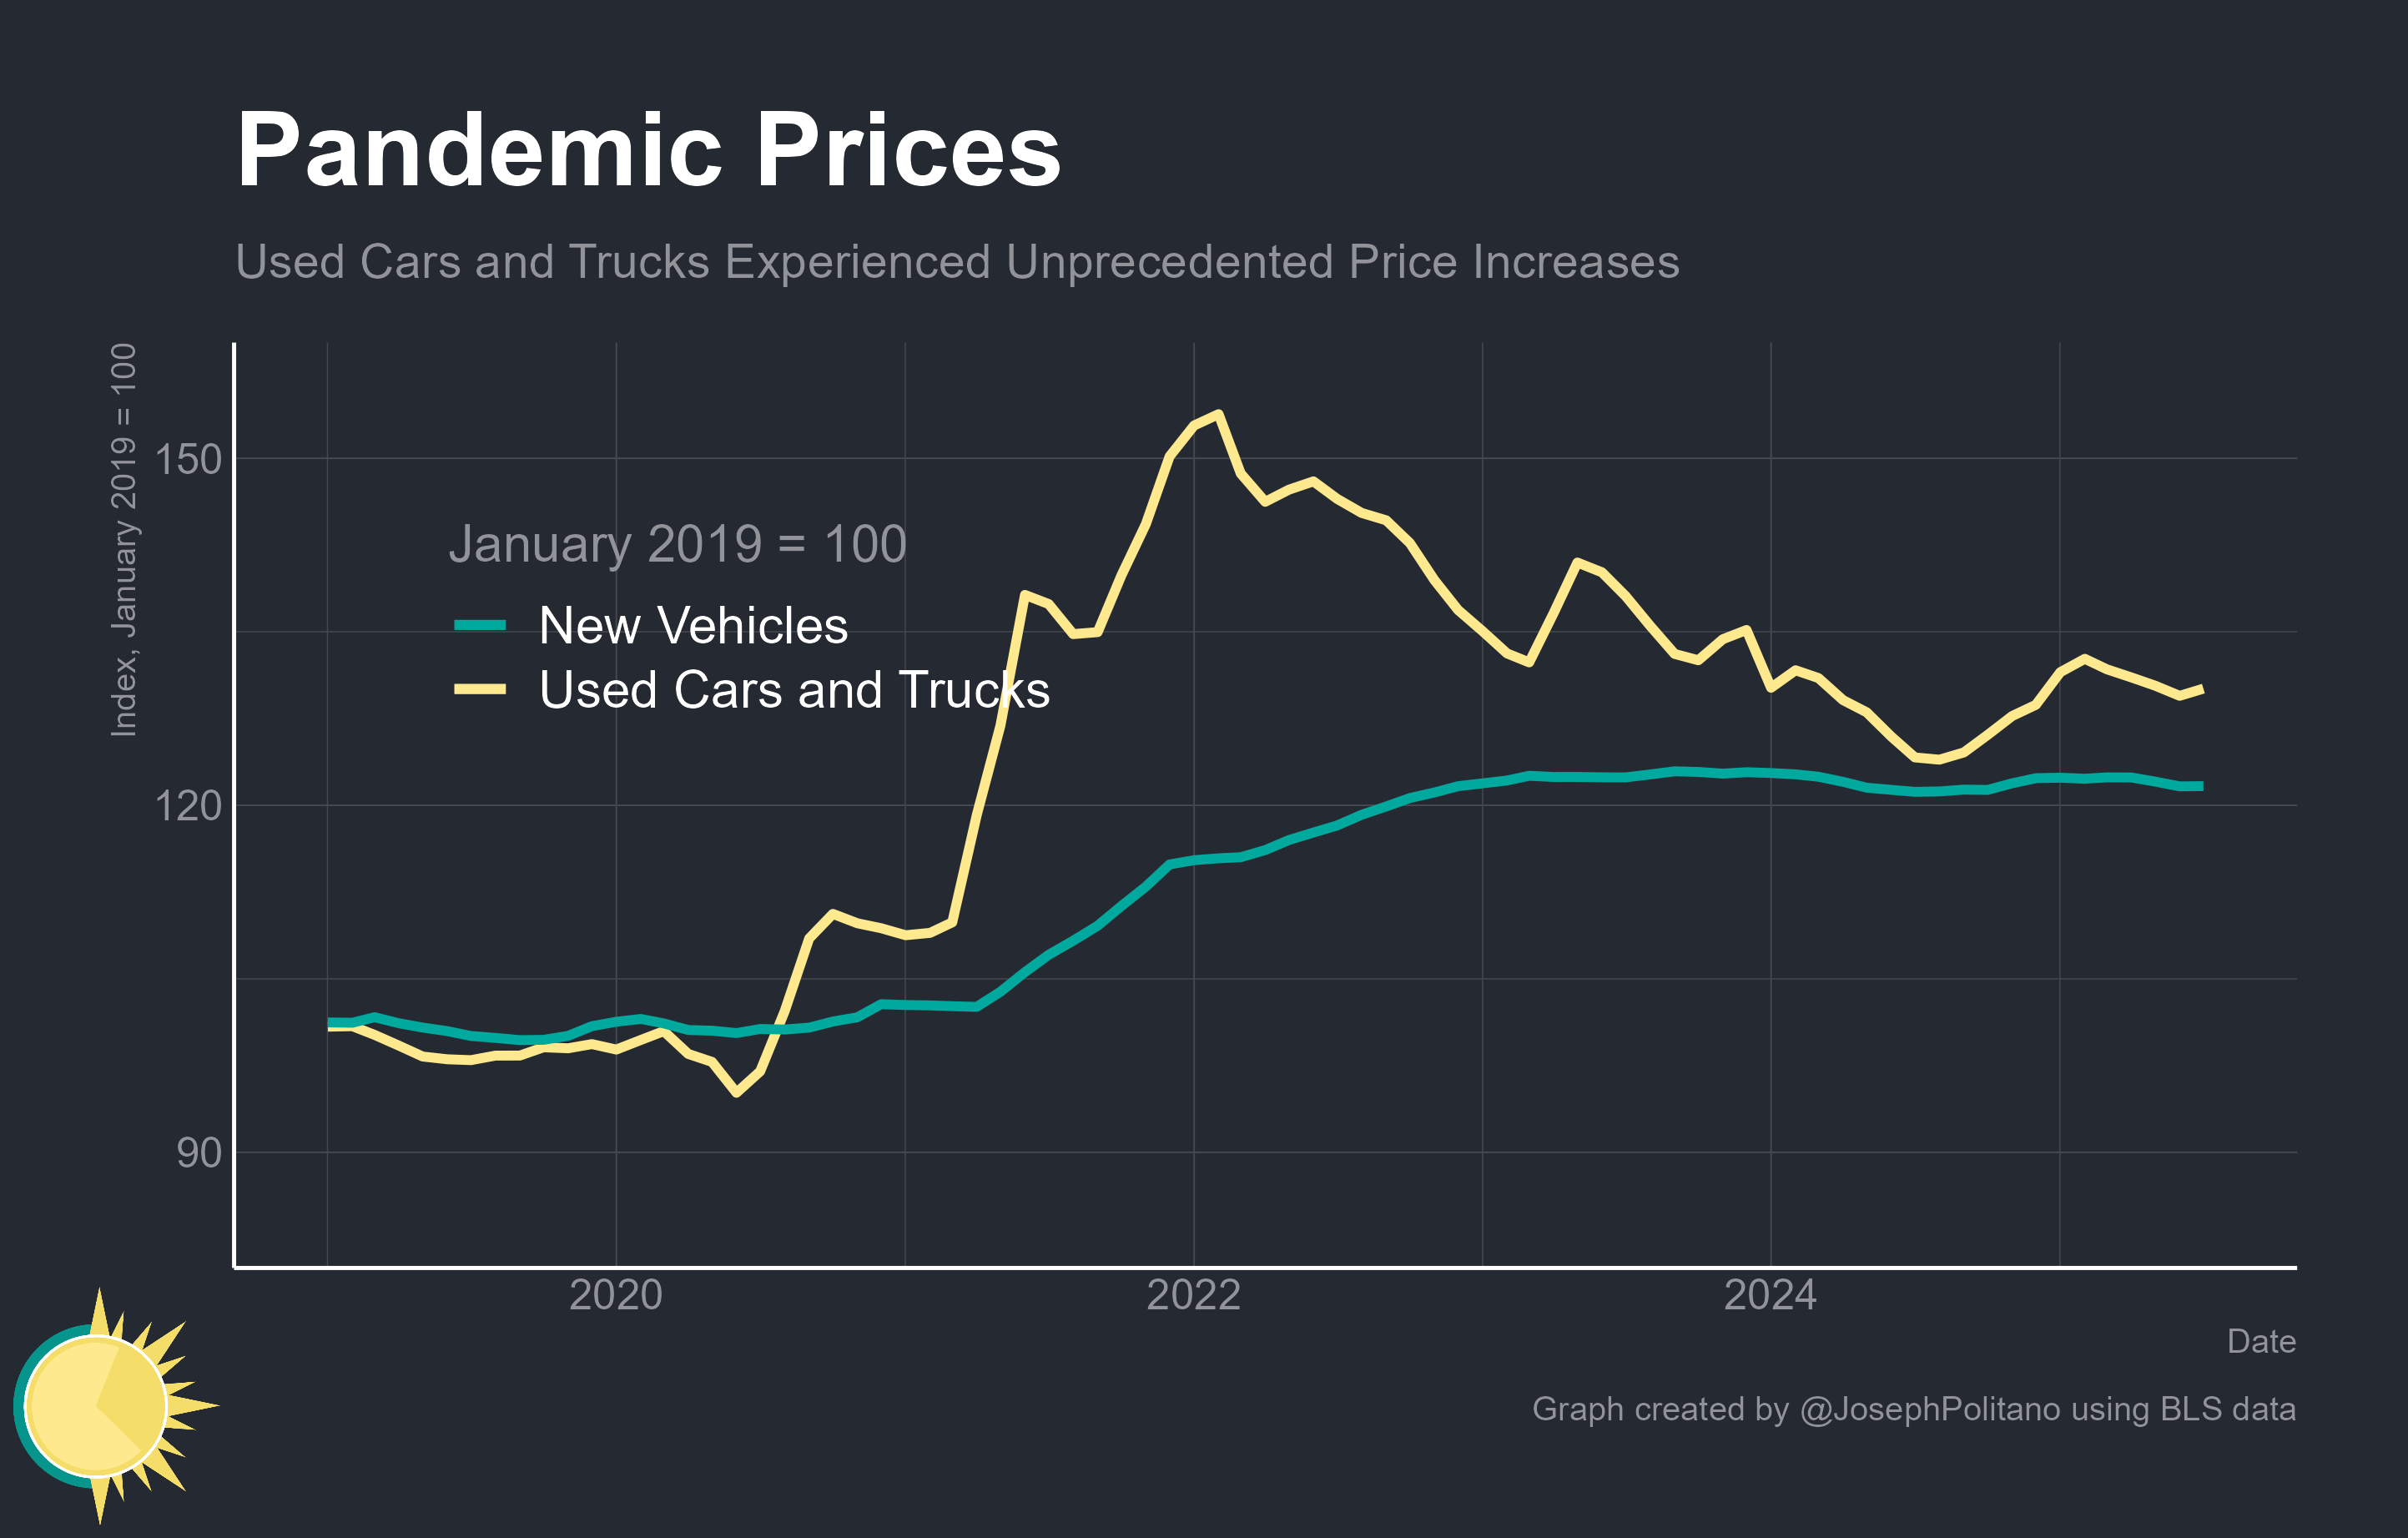 Pandemic Prices
Used Cars and Trucks Experienced Unprecedented Price Increases
Index, January 2019 = 100
150
120
90
January 2019 = 100
New Vehicles
Used Cars and Trucks
2020
2022
2024
Date
Graph created by @JosephPolitano using BLS data